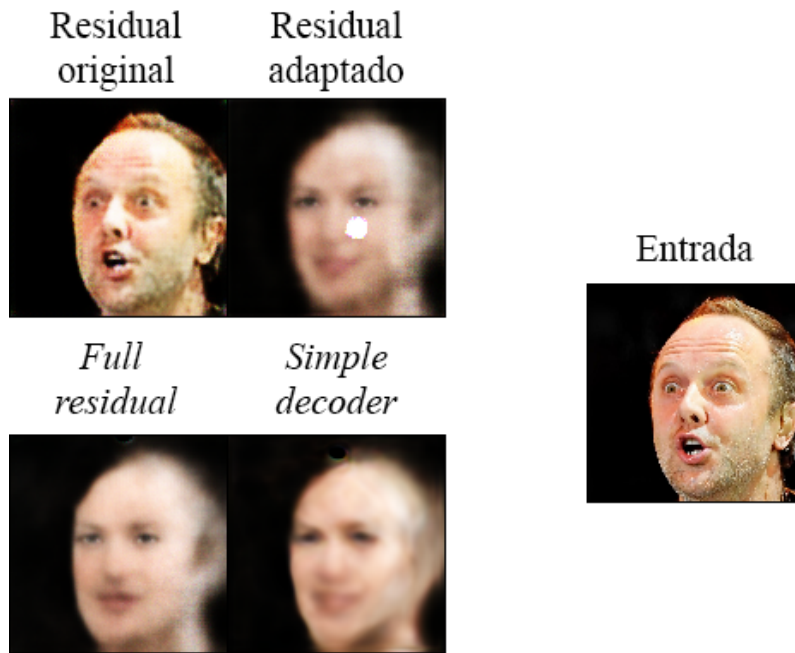 Residual
original
Residual
adaptado
Entrada
Full
residual
Simple
decoder